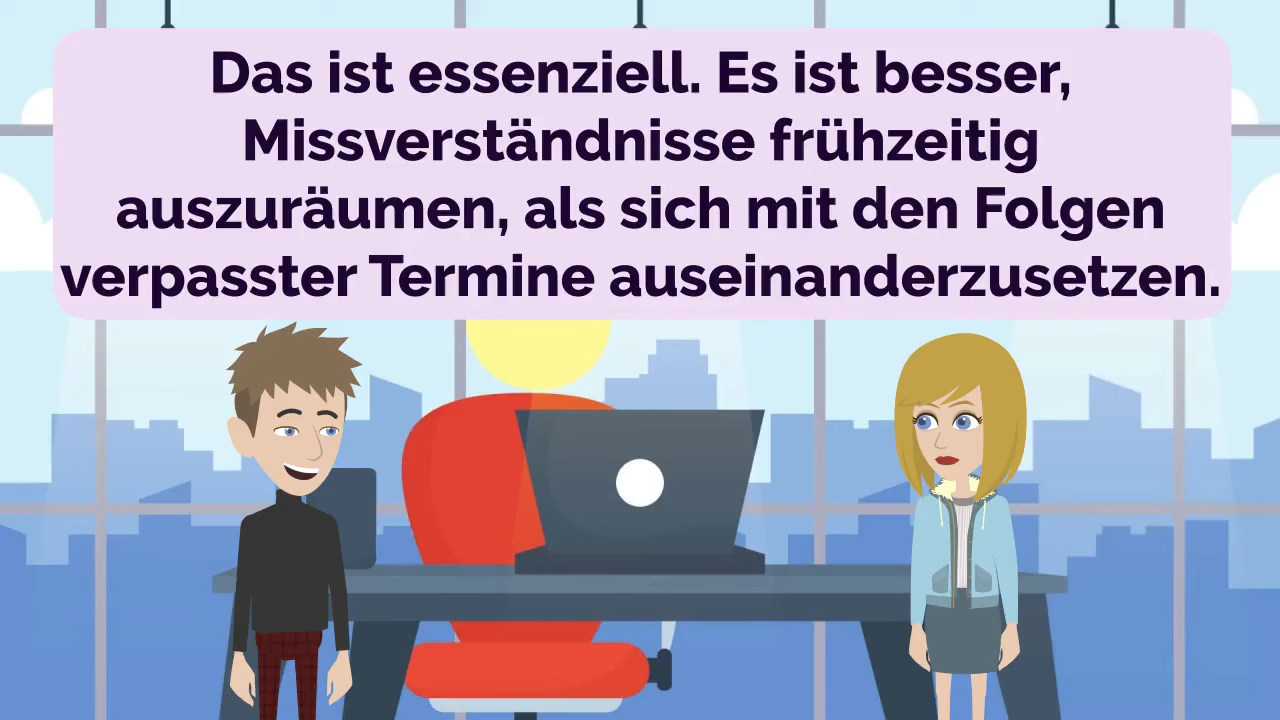 Das ist essenziell. Es ist besser,
Missverständnisse frühzeitig
auszuräumen, als sich mit den Folgen
verpasster Termine auseinanderzusetzen.